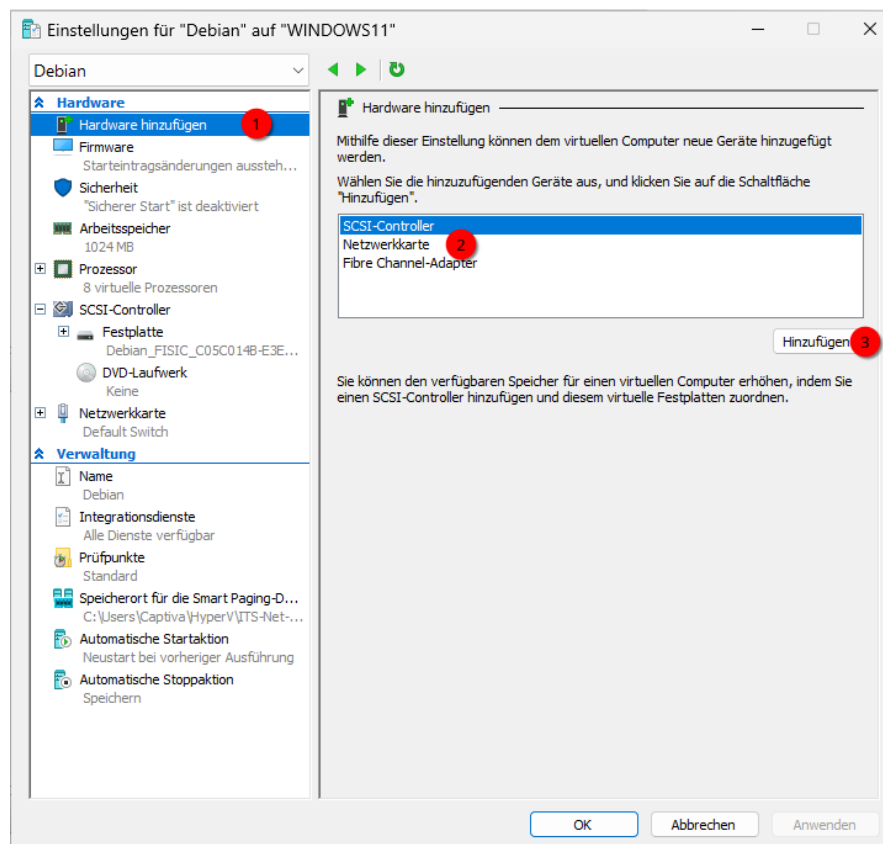 Einstellungen für "Debian" auf "WINDOWS11"
Debian
Hardware
Hardware hinzufügen
1
Firmware
Starteintragsänderungen aussteh...
Sicherheit
"Sicherer Start" ist deaktiviert
Arbeitsspeicher
1024 MB
Prozessor
8 virtuelle Prozessoren
SCSI-Controller
Festplatte
Debian_FISIC_C05C014B-E3E...
DVD-Laufwerk
Keine
Netzwerkkarte
Default Switch
Verwaltung
Name
Debian
Integrationsdienste
Alle Dienste verfügbar
Prüfpunkte
Standard
Speicherort für die Smart Paging-D...
C:\Users\Captiva\HyperV\ITS-Net-...
Automatische Startaktion
Neustart bei vorheriger Ausführung
Automatische Stoppaktion
Speichern
Hardware hinzufügen
Mithilfe dieser Einstellung können dem virtuellen Computer neue Geräte hinzugefügt
werden.
Wählen Sie die hinzuzufügenden Geräte aus, und klicken Sie auf die Schaltfläche
"Hinzufügen".
SCSI-Controller
Netzwerkkarte
2
Fibre Channel-Adapter
Hinzufügen
3
Sie können den verfügbaren Speicher für einen virtuellen Computer erhöhen, indem Sie
einen SCSI-Controller hinzufügen und diesem virtuelle Festplatten zuordnen.
OK
Abbrechen
Anwenden